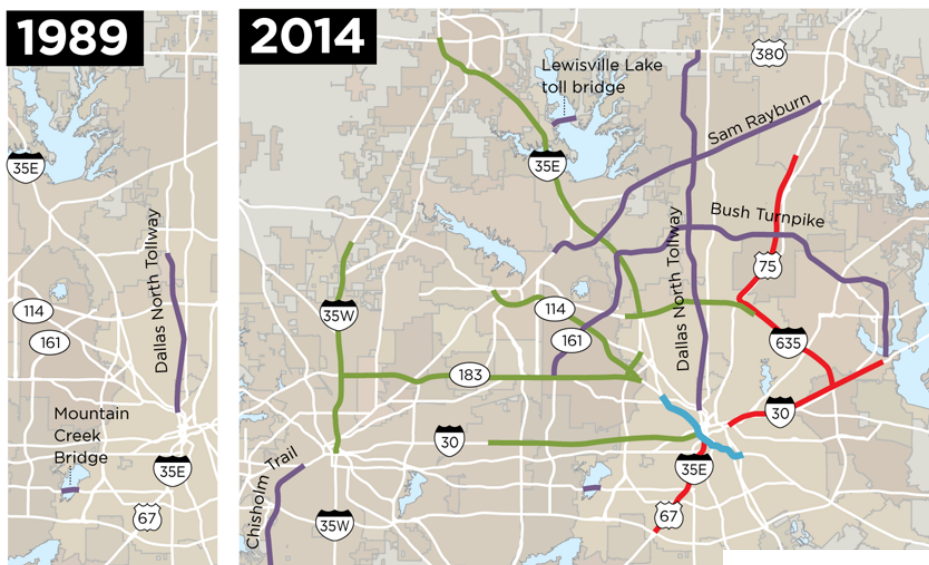 1989
35E
Dallas North Tollway
114
161
Mountain
Creek
Bridge
35E
67
2014
380
Lewisville Lake
toll bridge
Sam Rayburn
35E
Bush Turnpike
75
Dallas North Tollway
35W
114
161
635
183
30
30
35E
Chisholm Trail
67
35W